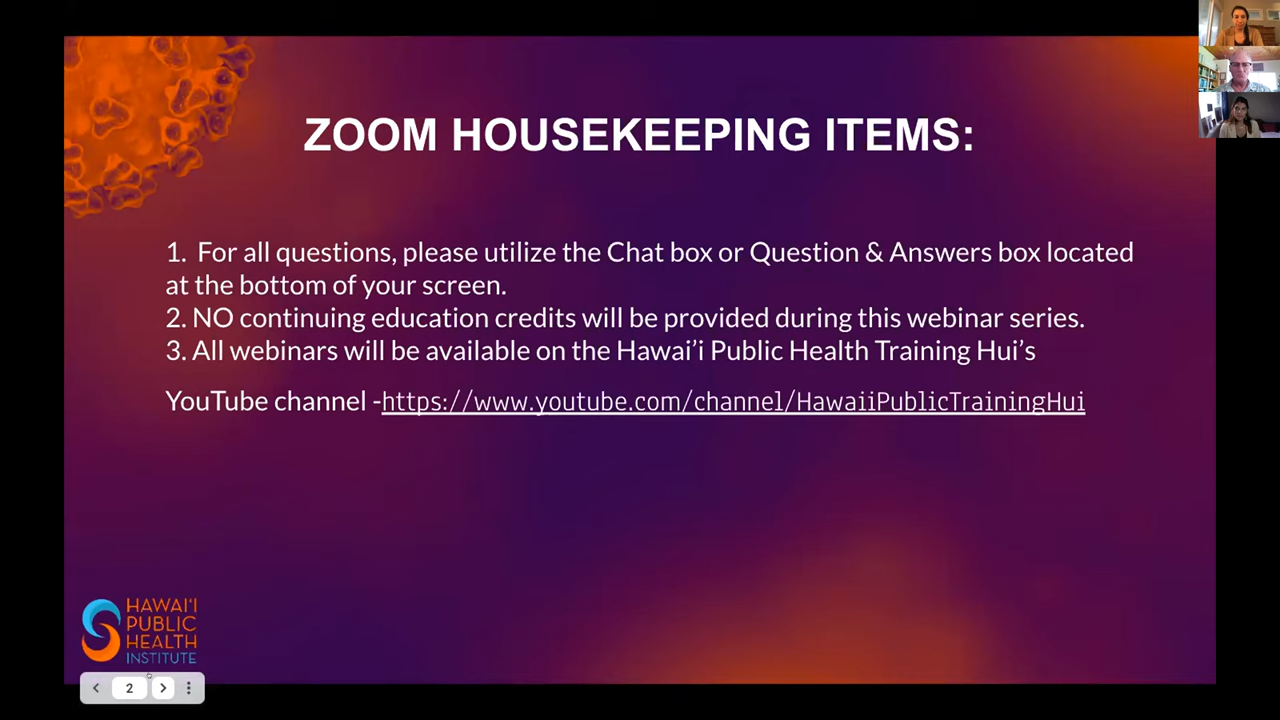 ZOOM HOUSEKEEPING ITEMS:
1. For all questions, please utilize the Chat box or Question & Answers box located
at the bottom of your screen.
2. NO continuing education credits will be provided during this webinar series.
3. All webinars will be available on the Hawai’i Public Health Training Hui’s
YouTube channel -https://www.youtube.com/channel/HawaiiPublicTrainingHui
HAWAI‘I
PUBLIC
HEALTH
INSTITUTE
2